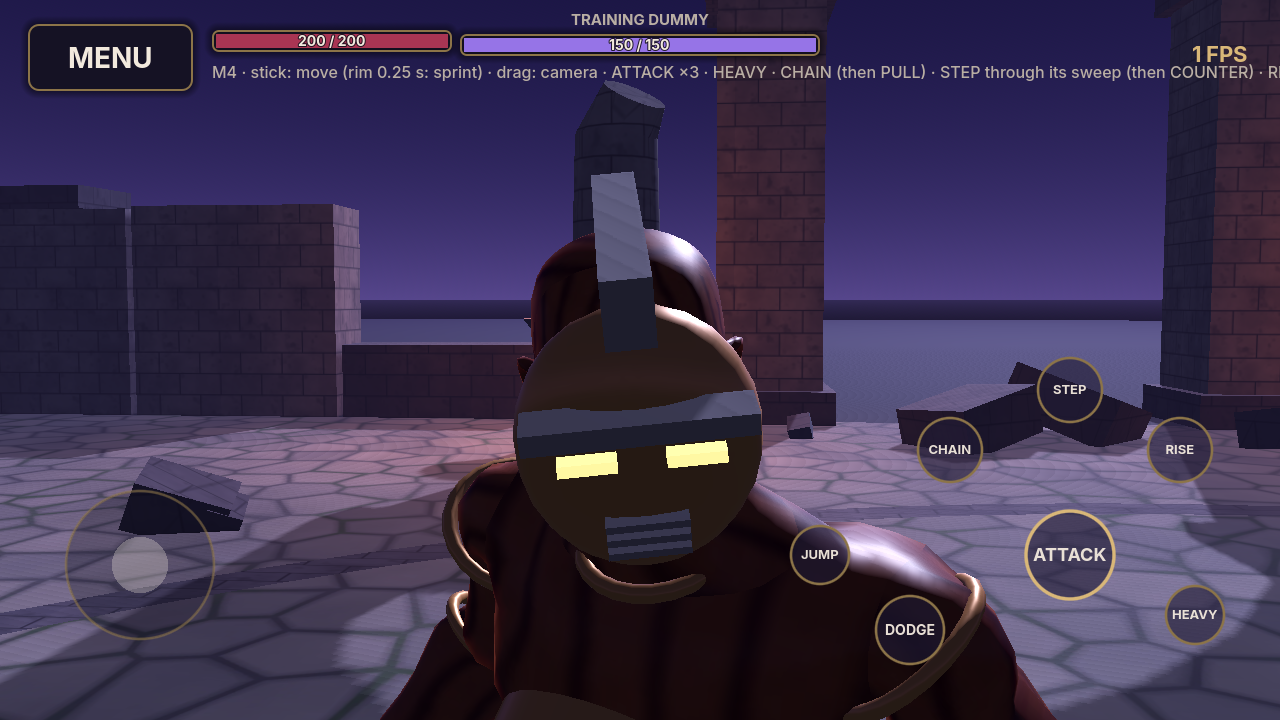 TRAINING DUMMY
MENU
200 / 200
150 / 150
1 FPS
M4 · stick: move (rim 0.25 s: sprint) · drag: camera · ATTACK ×3 · HEAVY · CHAIN (then PULL) · STEP through its sweep (then COUNTER) ·
STEP
CHAIN
RISE
JUMP
ATTACK
HEAVY
DODGE